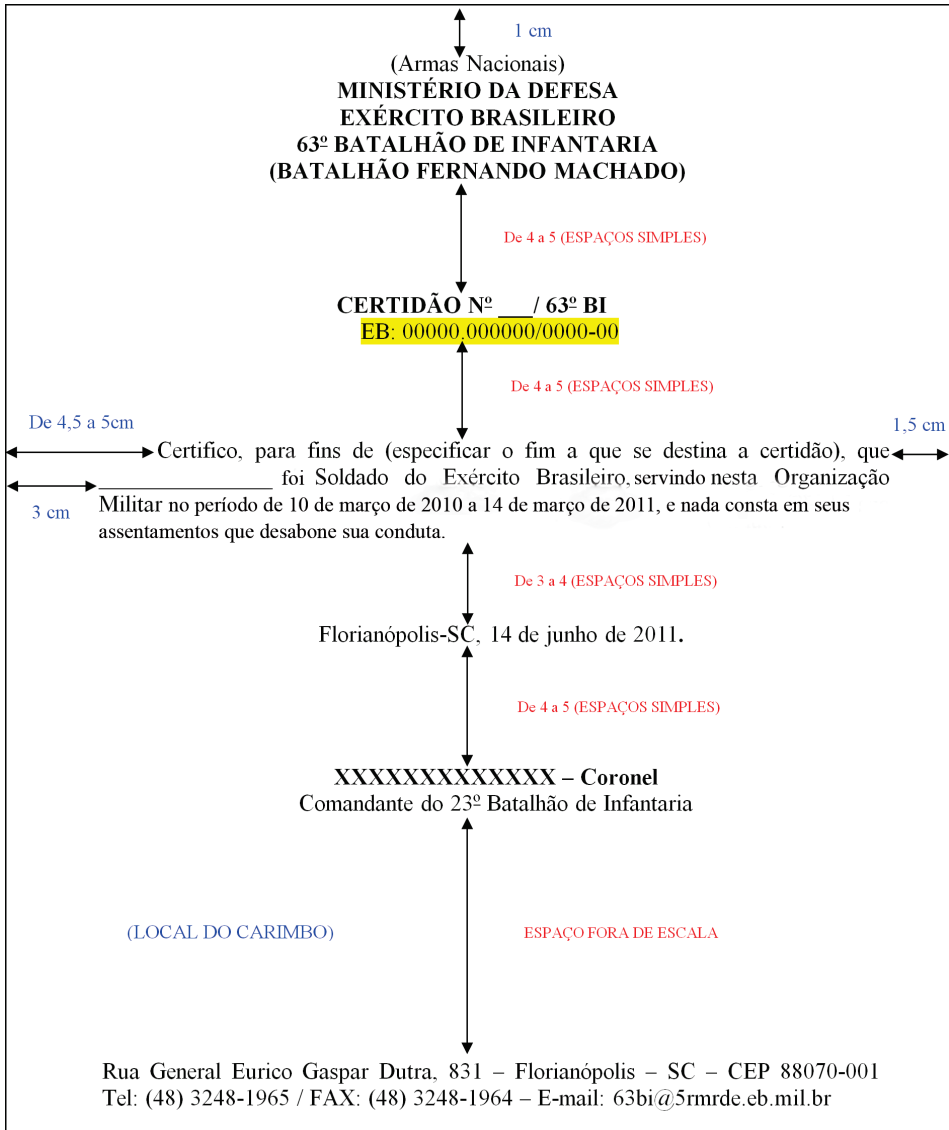 1 cm
(Armas Nacionais)
MINISTÉRIO DA DEFESA
EXÉRCITO BRASILEIRO
63º BATALHÃO DE INFANTARIA
(BATALHÃO FERNANDO MACHADO)
De 4 a 5 (ESPAÇOS SIMPLES)
CERTIDÃO Nº ___/ 63º BI
EB: 00000.000000/0000-00
De 4 a 5 (ESPAÇOS SIMPLES)
De 4,5 a 5cm
1,5 cm
Certifico, para fins de (especificar o fim a que se destina a certidão), que
________________ foi Soldado do Exército Brasileiro, servindo nesta Organização
3 cm
Militar no período de 10 de março de 2010 a 14 de março de 2011, e nada consta em seus
assentamentos que desabone sua conduta.
De 3 a 4 (ESPAÇOS SIMPLES)
Florianópolis-SC, 14 de junho de 2011.
De 4 a 5 (ESPAÇOS SIMPLES)
XXXXXXXXXXXXX – Coronel
Comandante do 23º Batalhão de Infantaria
(LOCAL DO CARIMBO)
ESPAÇO FORA DE ESCALA
Rua General Eurico Gaspar Dutra, 831 – Florianópolis – SC – CEP 88070-001
Tel: (48) 3248-1965 / FAX: (48) 3248-1964 – E-mail: 63bi@5rmrde.eb.mil.br